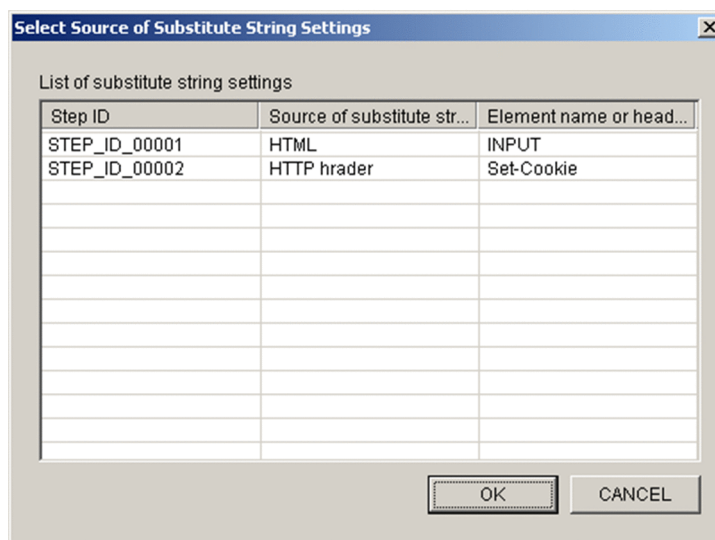 Select Source of Substitute String Settings
List of substitute string settings
Step ID Source of substitute str... Element name or head...
STEP_ID_00001 HTML INPUT
STEP_ID_00002 HTTP hrader Set-Cookie
OK CANCEL